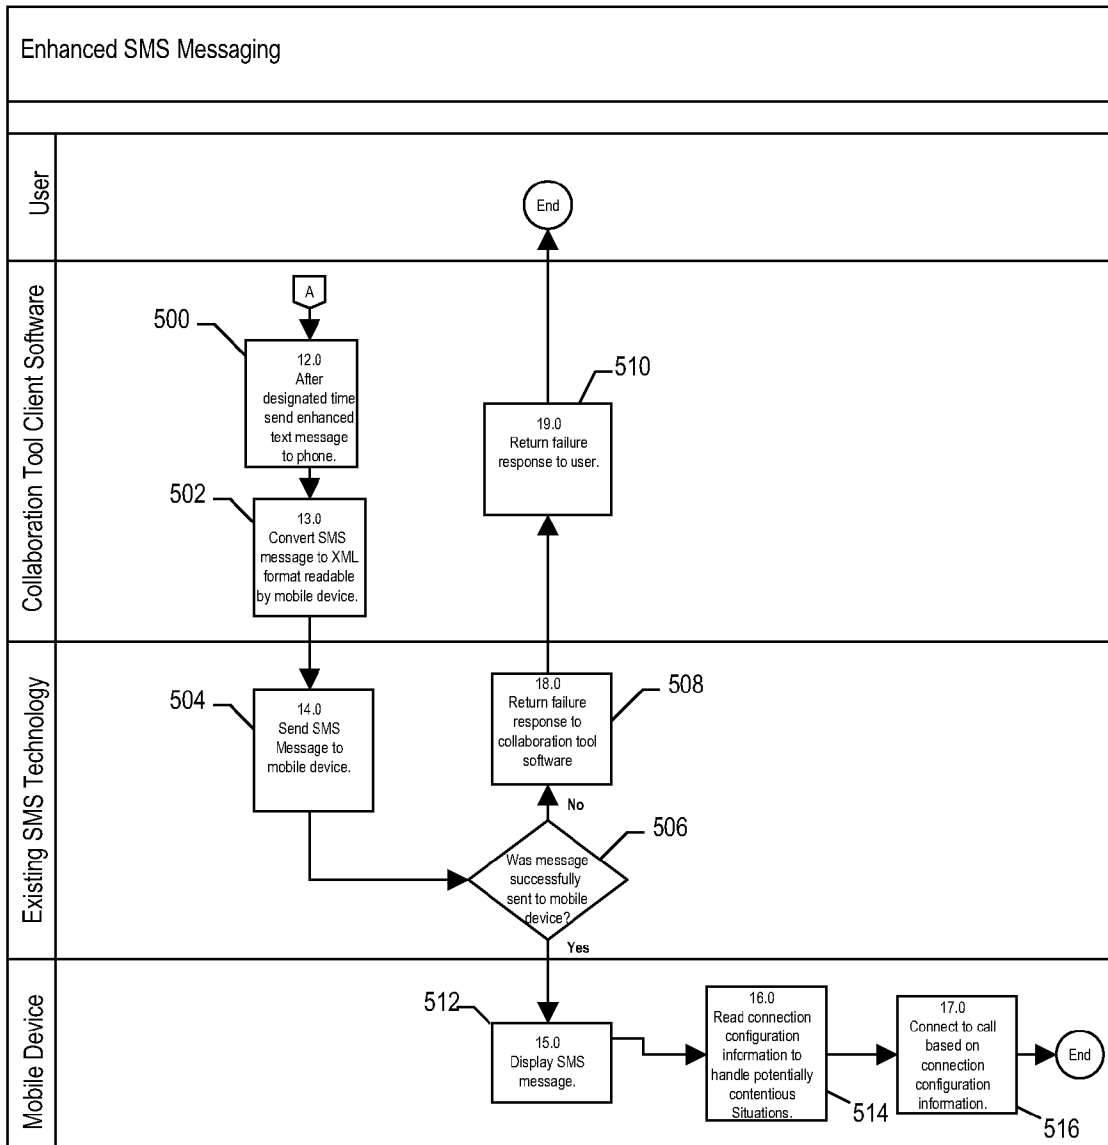 Enhanced SMS Messaging
User
End
Collaboration Tool Client Software
A
500
12.0
After
designated time
send enhanced
text message
to phone.
502
13.0
Convert SMS
message to XML
format readable
by mobile device.
510
19.0
Return failure
response to user.
Existing SMS Technology
504
14.0
Send SMS
Message to
mobile device.
508
18.0
Return failure
response to
collaboration tool
software
No
506
Was message
successfully
sent to mobile
device?
Yes
Mobile Device
512
15.0
Display SMS
message.
16.0
Read connection
configuration
information to
handle potentially
contentious
Situations.
514
17.0
Connect to call
based on
connection
configuration
information.
516
End